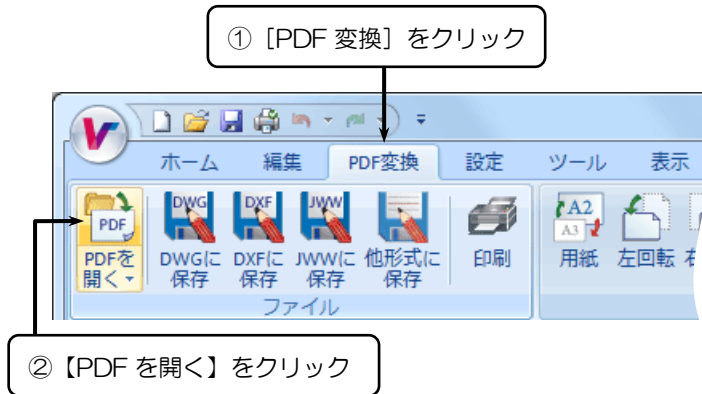 ① [PDF 変換] をクリック
ホーム 編集 PDF変換 設定 ツール 表示
PDF DWG DXF JWW A2
A3
PDFを DWGに DXFに JWWに 他形式に 印刷 用紙 左回転
開く 保存 保存 保存 保存
ファイル
②【PDF を開く】をクリック